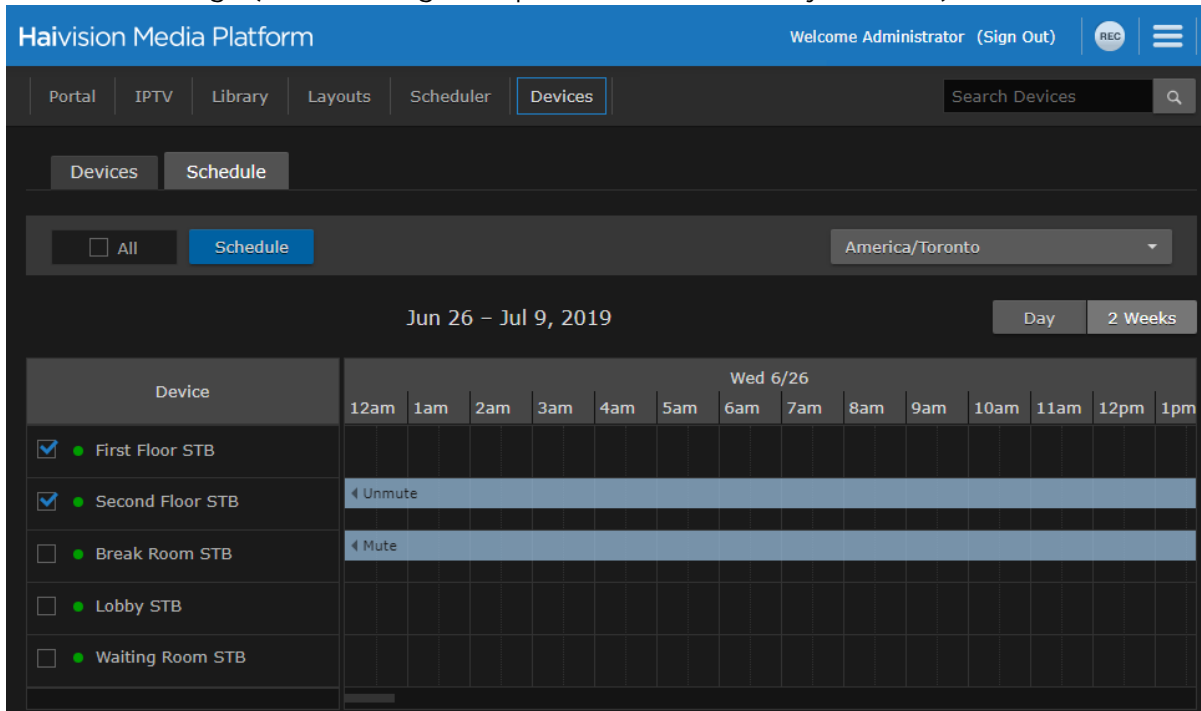 Haivision Media Platform Welcome Administrator (Sign Out) REC
Portal IPTV Library Layouts Scheduler Devices Search Devices
Devices Schedule
All Schedule America/Toronto
Jun 26 – Jul 9, 2019 Day 2 Weeks
Wed 6/26
Device
12am 1am 2am 3am 4am 5am 6am 7am 8am 9am 10am 11am 12pm 1pm
First Floor STB
Second Floor STB Unmute
Break Room STB Mute
Lobby STB
Waiting Room STB